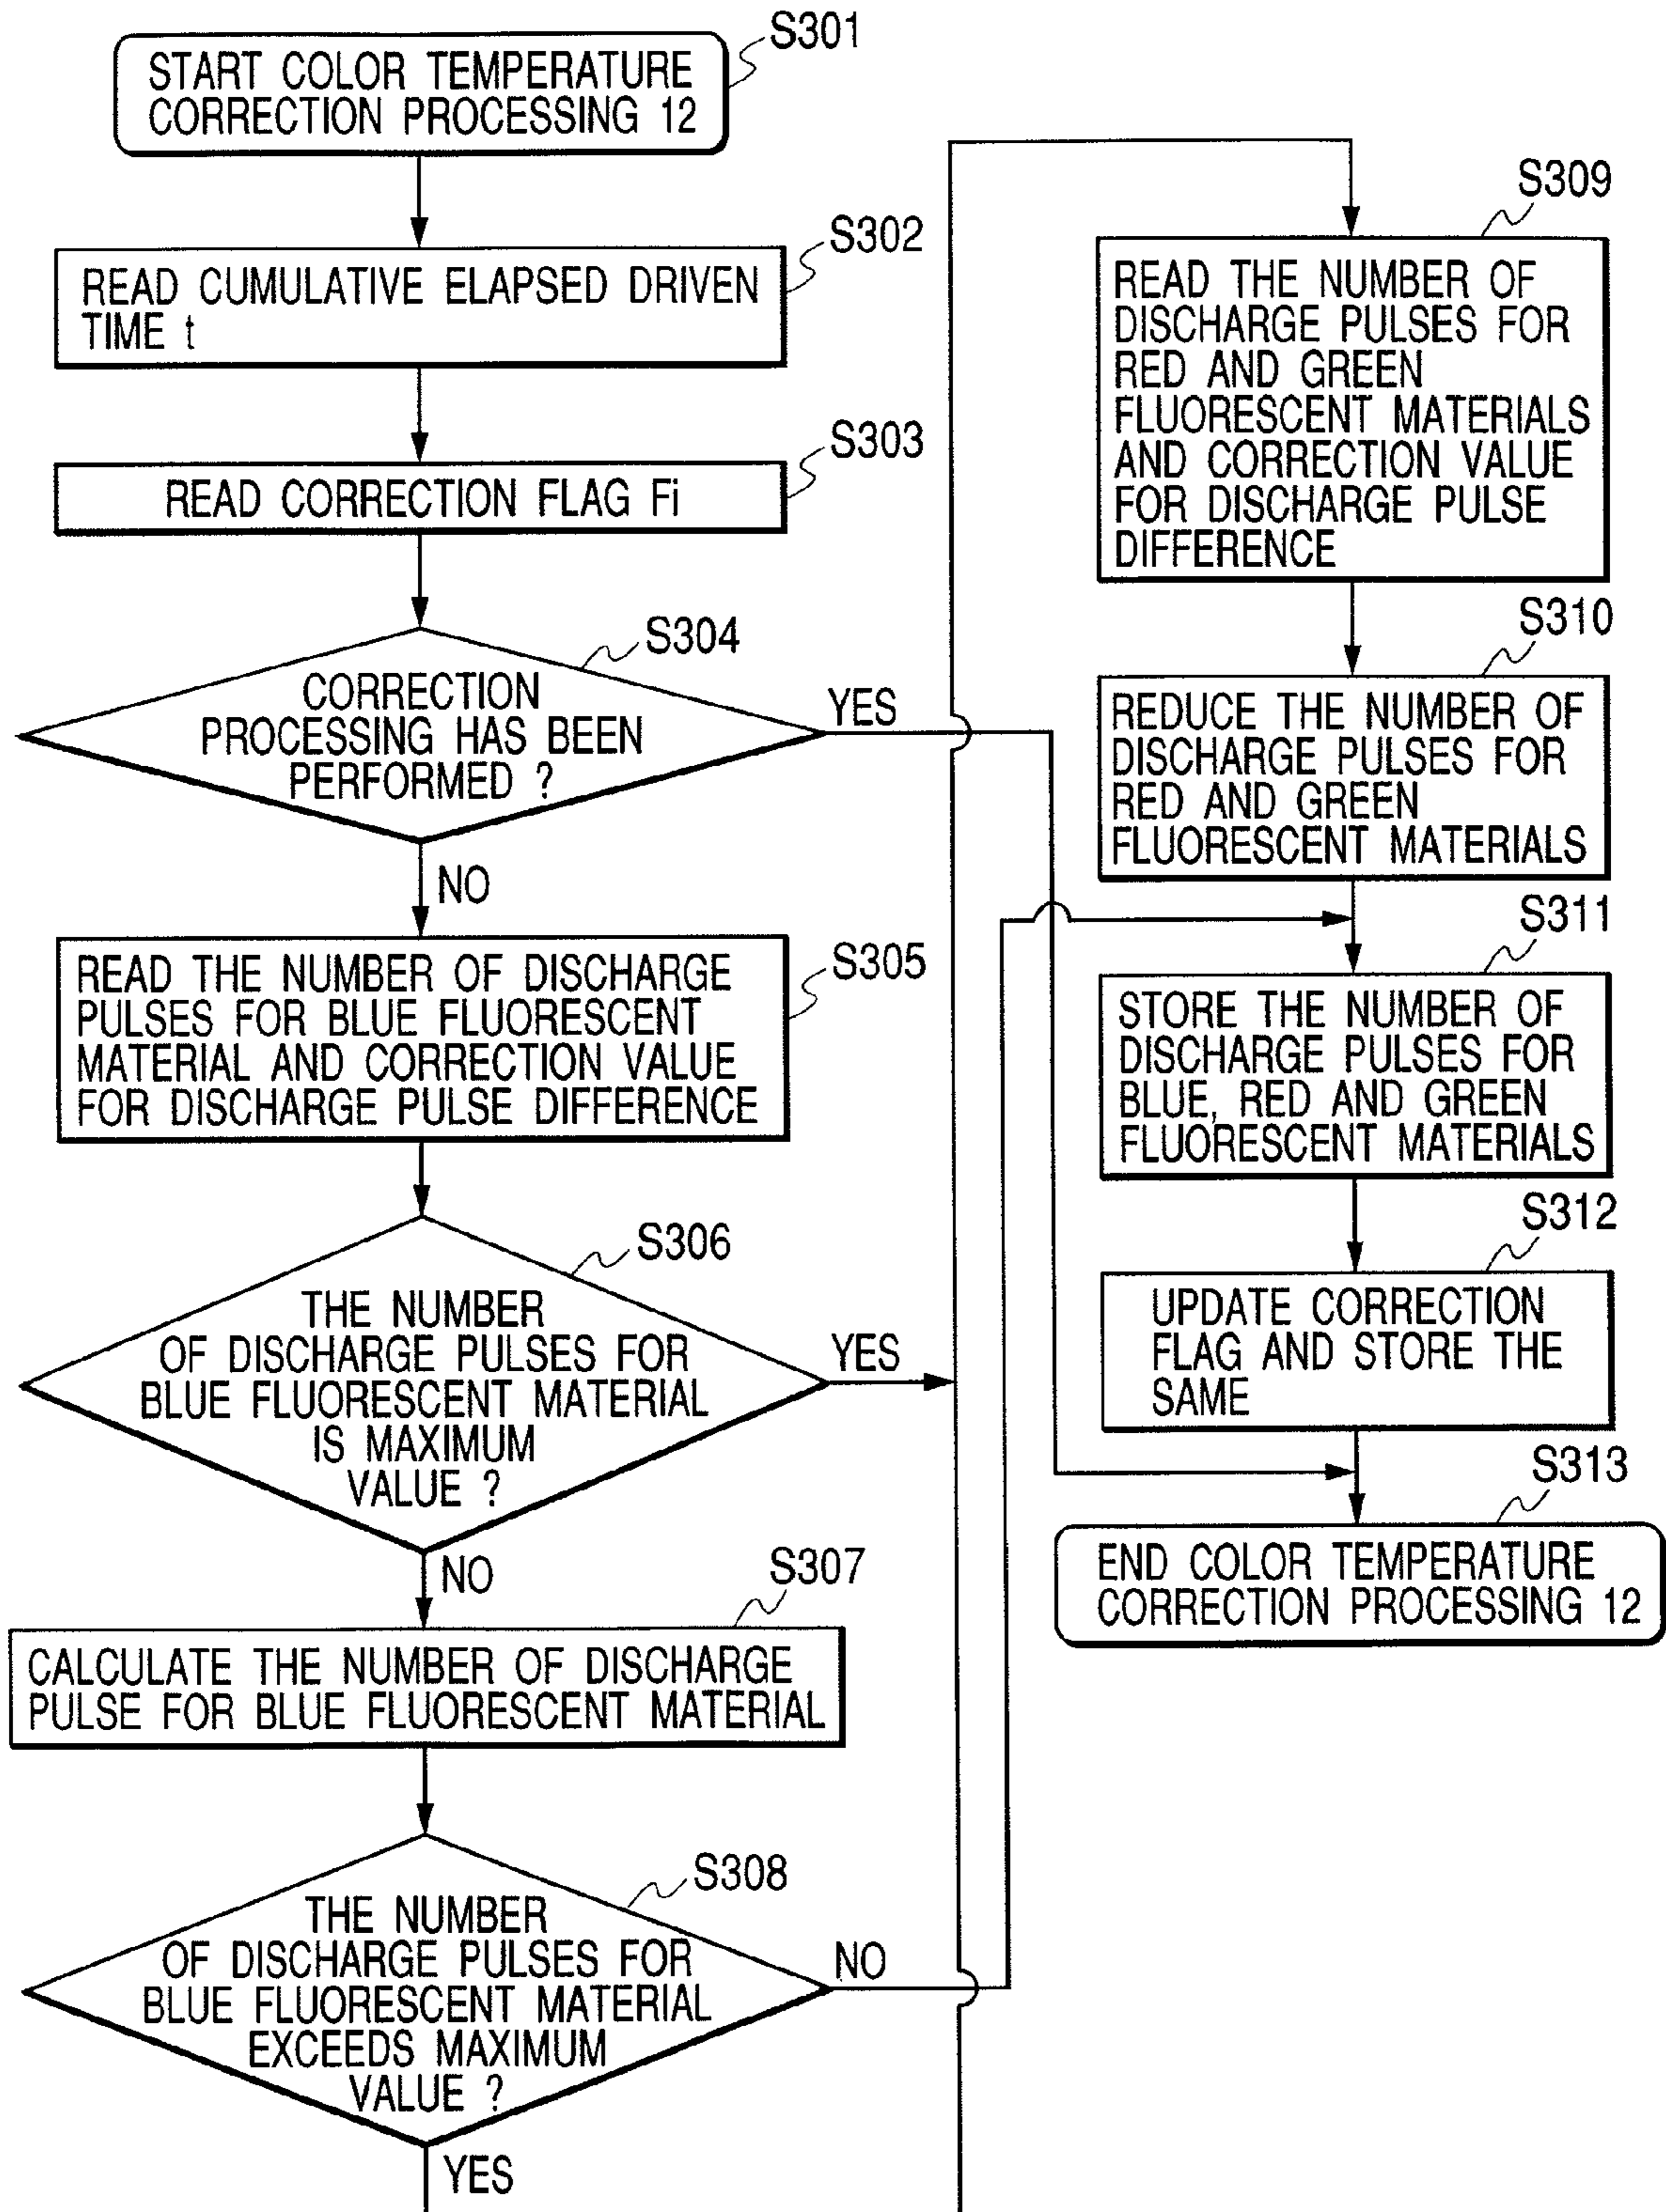 S301
START COLOR TEMPERATURE
CORRECTION PROCESSING 12
S302
READ CUMULATIVE ELAPSED DRIVEN
TIME t
S303
READ CORRECTION FLAG Fi
S304
CORRECTION
PROCESSING HAS BEEN
PERFORMED ?
YES
NO
S305
READ THE NUMBER OF DISCHARGE
PULSES FOR BLUE FLUORESCENT
MATERIAL AND CORRECTION VALUE
FOR DISCHARGE PULSE DIFFERENCE
S306
THE NUMBER
OF DISCHARGE PULSES FOR
BLUE FLUORESCENT MATERIAL
IS MAXIMUM
VALUE ?
YES
NO
S307
CALCULATE THE NUMBER OF DISCHARGE
PULSE FOR BLUE FLUORESCENT MATERIAL
S308
THE NUMBER
OF DISCHARGE PULSES FOR
BLUE FLUORESCENT MATERIAL
EXCEEDS MAXIMUM
VALUE ?
NO
YES
S309
READ THE NUMBER OF
DISCHARGE PULSES FOR
RED AND GREEN
FLUORESCENT MATERIALS
AND CORRECTION VALUE
FOR DISCHARGE PULSE
DIFFERENCE
S310
REDUCE THE NUMBER OF
DISCHARGE PULSES FOR
RED AND GREEN
FLUORESCENT MATERIALS
S311
STORE THE NUMBER OF
DISCHARGE PULSES FOR
BLUE, RED AND GREEN
FLUORESCENT MATERIALS
S312
UPDATE CORRECTION
FLAG AND STORE THE
SAME
S313
END COLOR TEMPERATURE
CORRECTION PROCESSING 12